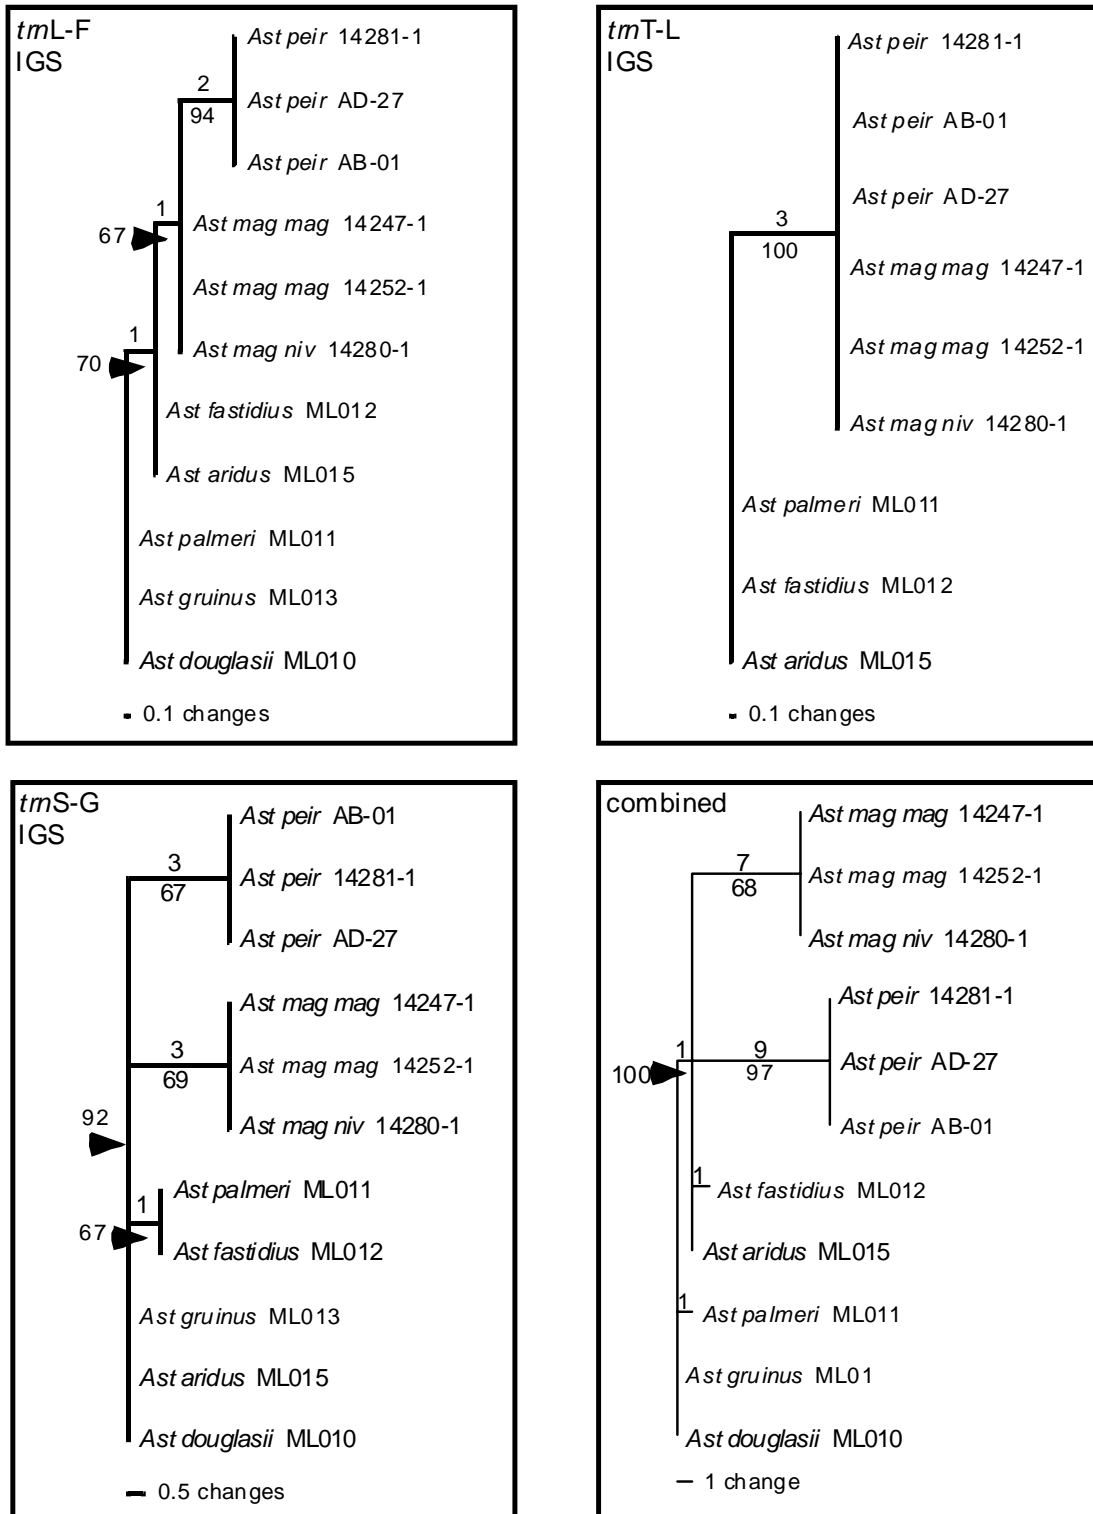 trnL-F
IGS
Ast peir 14281-1
2
94
Ast peir AD-27
Ast peir AB-01
1
67
Ast mag mag 14247-1
Ast mag mag 14252-1
1
70
Ast mag niv 14280-1
Ast fastidius ML012
Ast aridus ML015
Ast palmeri ML011
Ast gruinus ML013
Ast douglasii ML010
0.1 changes
trnT-L
IGS
Ast peir 14281-1
Ast peir AB-01
Ast peir AD-27
3
100
Ast mag mag 14247-1
Ast mag mag 14252-1
Ast mag niv 14280-1
Ast palmeri ML011
Ast fastidius ML012
Ast aridus ML015
0.1 changes
trnS-G
IGS
Ast peir AB-01
3
67
Ast peir 14281-1
Ast peir AD-27
Ast mag mag 14247-1
3
69
Ast mag mag 14252-1
Ast mag niv 14280-1
92
Ast palmeri ML011
1
67
Ast fastidius ML012
Ast gruinus ML013
Ast aridus ML015
Ast douglasii ML010
0.5 changes
combined
Ast mag mag 14247-1
7
68
Ast mag mag 14252-1
Ast mag niv 14280-1
Ast peir 14281-1
1
100
9
97
Ast peir AD-27
Ast peir AB-01
1
Ast fastidius ML012
Ast aridus ML015
1
Ast palmeri ML011
Ast gruinus ML01
Ast douglasii ML010
1 change